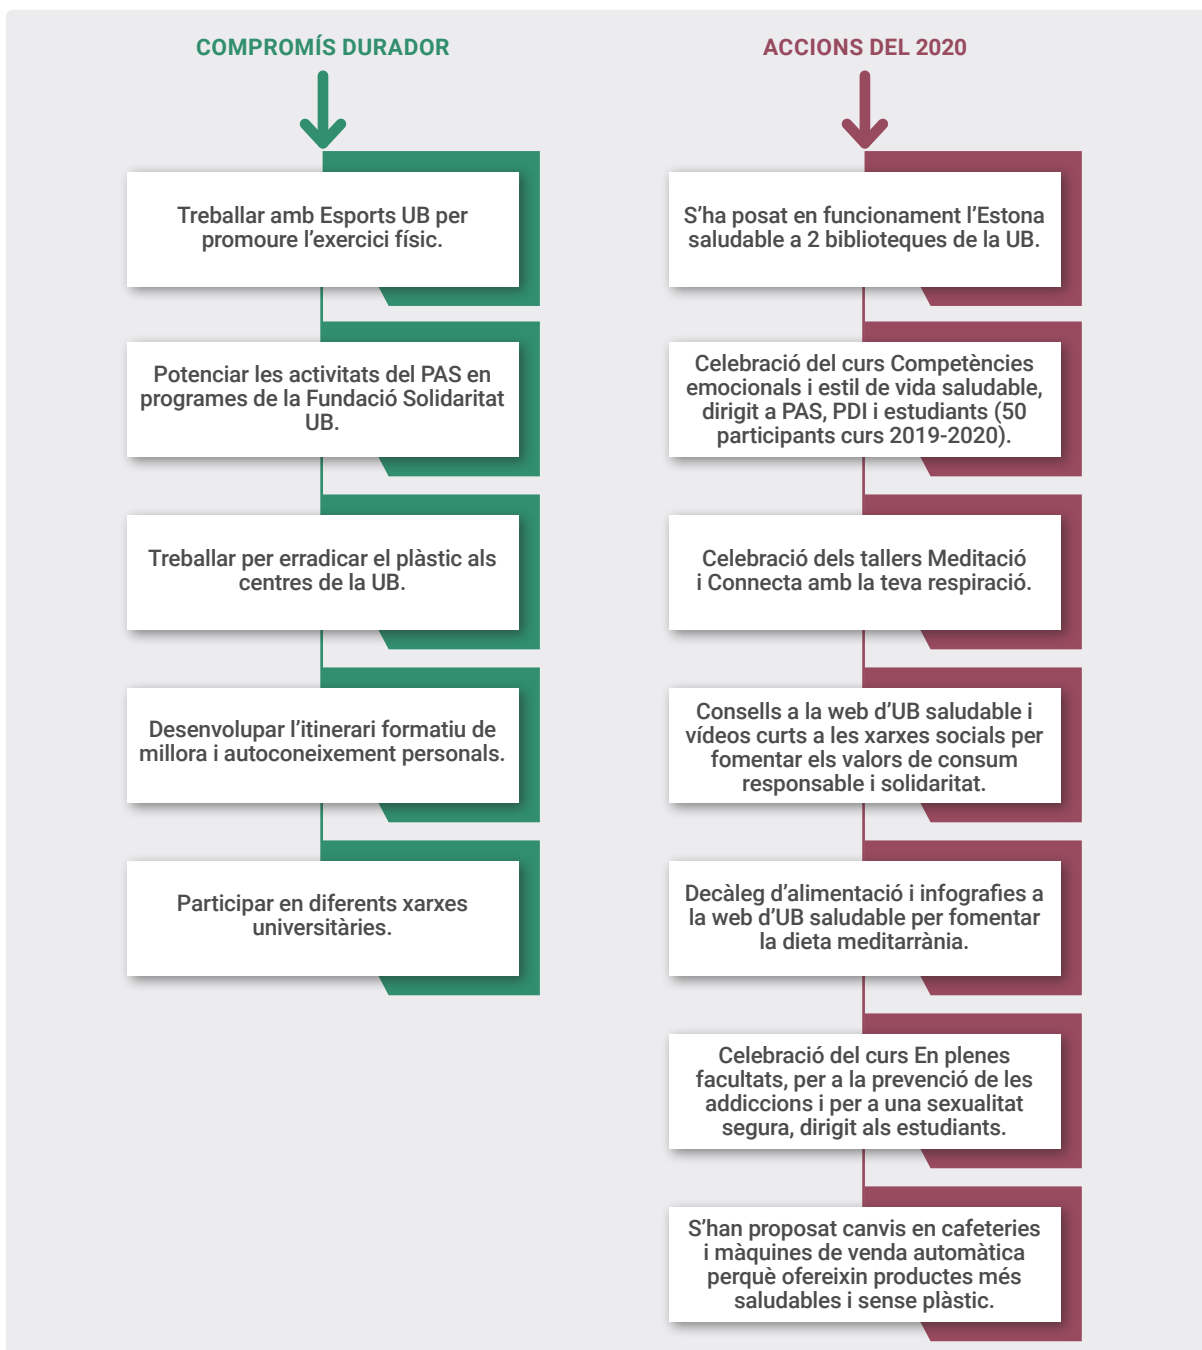 COMPROMÍS DURADOR
Treballar amb Esports UB per
promoure l’exercici físic.
Potenciar les activitats del PAS en
programes de la Fundació Solidaritat
UB.
Treballar per erradicar el plàstic als
centres de la UB.
Desenvolupar l’itinerari formatiu de
millora i autoconeixement personals.
Participar en diferents xarxes
universitàries.
ACCIONS DEL 2020
S’ha posat en funcionament l’Estona
saludable a 2 biblioteques de la UB.
Celebració del curs Competències
emocionals i estil de vida saludable,
dirigit a PAS, PDI i estudiants (50
participants curs 2019-2020).
Celebració dels tallers Meditació
i Connecta amb la teva respiració.
Consells a la web d’UB saludable i
vídeos curts a les xarxes socials per
fomentar els valors de consum
responsable i solidaritat.
Decàleg d’alimentació i infografies a
la web d’UB saludable per fomentar
la dieta meditarrània.
Celebració del curs En plenes
facultats, per a la prevenció de les
addiccions i per a una sexualitat
segura, dirigit als estudiants.
S’han proposat canvis en cafeteries
i màquines de venda automàtica
perquè ofereixin productes més
saludables i sense plàstic.